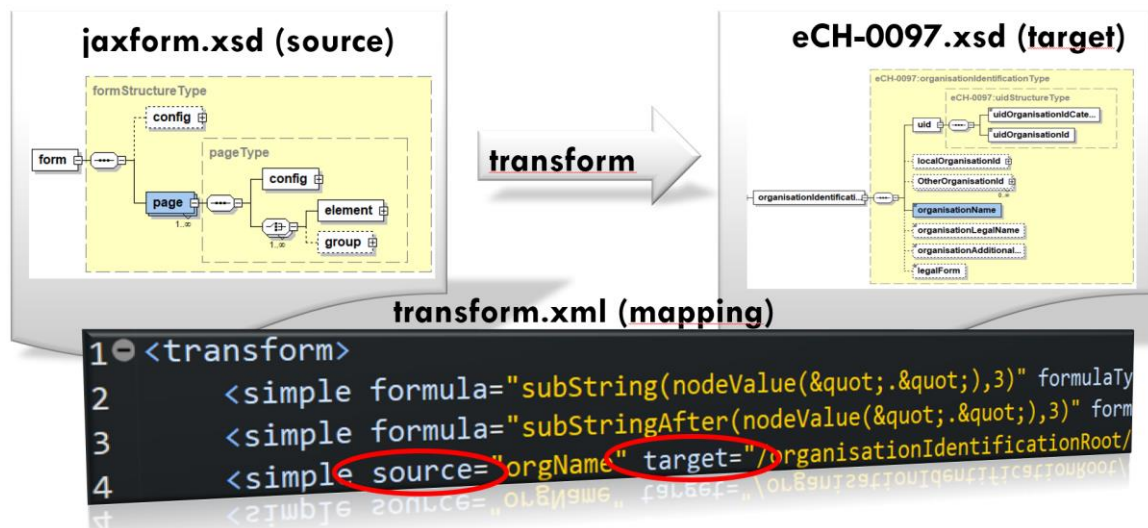 jaxform.xsd (source)
eCH-0097.xsd (target)
formStructureType
config
form
pageType
config
page
1..∞
element
1..∞
group
transform
eCH-0097:organisationIdentificationType
eCH-0097:uidStructureType
uidOrganisationIdCate...
uid
uidOrganisationId
localOrganisationId
OtherOrganisationId
0..∞
organisationIdentificati...
organisationName
organisationLegalName
organisationAdditional...
legalForm
transform.xml (mapping)
1 <transform>
2 <simple formula="subString(nodeValue(&quot;.&quot;),3)" formulaTy
3 <simple formula="subStringAfter(nodeValue(&quot;.&quot;),3)" form
4 <simple source="orgName" target="/organisationIdentificationRoot/